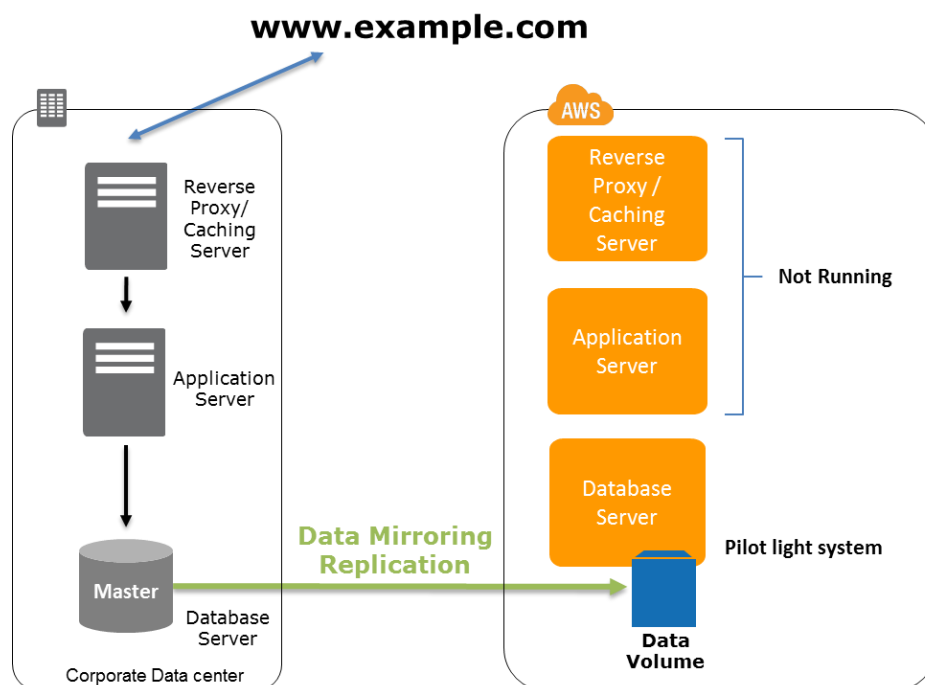 www.example.com
Reverse
Proxy/
Caching
Server
Application
Server
Master
Database
Server
Corporate Data center
Data Mirroring
Replication
AWS
Reverse
Proxy /
Caching
Server
Not Running
Application
Server
Database
Server
Pilot light system
Data
Volume